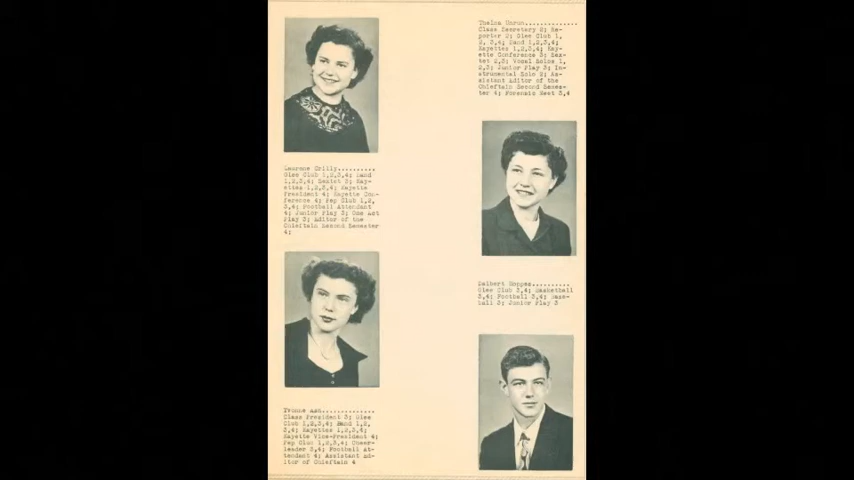 Class Secretary 2; Re-
porter 2; Glee Club 1,
2, 3,4; Band 1,2,3,4;
Kayettes 1,2,3,4; Kay-
ette Conference 3; Sex-
tet 2,3; Vocal Solos 1,
2,3; Junior Play 3; In-
strumental Solo 2; As-
sistant Editor of the
Chieftain Second Semes-
ter 4; Forensic Meet 3,4
Glee Club 1,2,3,4; Band
1,2,3,4; Sextet 3; Kay-
ettes 1,2,3,4; Kayette
President 4; Kayette Con-
ference 4; Pep Club 1,2,
3,4; Football Attendant
4; Junior Play 3; One Act
Play 3; Editor of the
Chieftain Second Semester
4;
Delbert Hoppes..........
Glee Club 3,4; Basketball
3,4; Football 3,4; Base-
ball 3; Junior Play 3
Yvonne Ash..............
Class President 3; Glee
Club 1,2,3,4; Band 1,2,
3,4; Kayettes 1,2,3,4;
Kayette Vice-President 4;
Pep Club 1,2,3,4; Cheer-
leader 3,4; Football At-
tendant 4; Assistant Ed-
itor of Chieftain 4